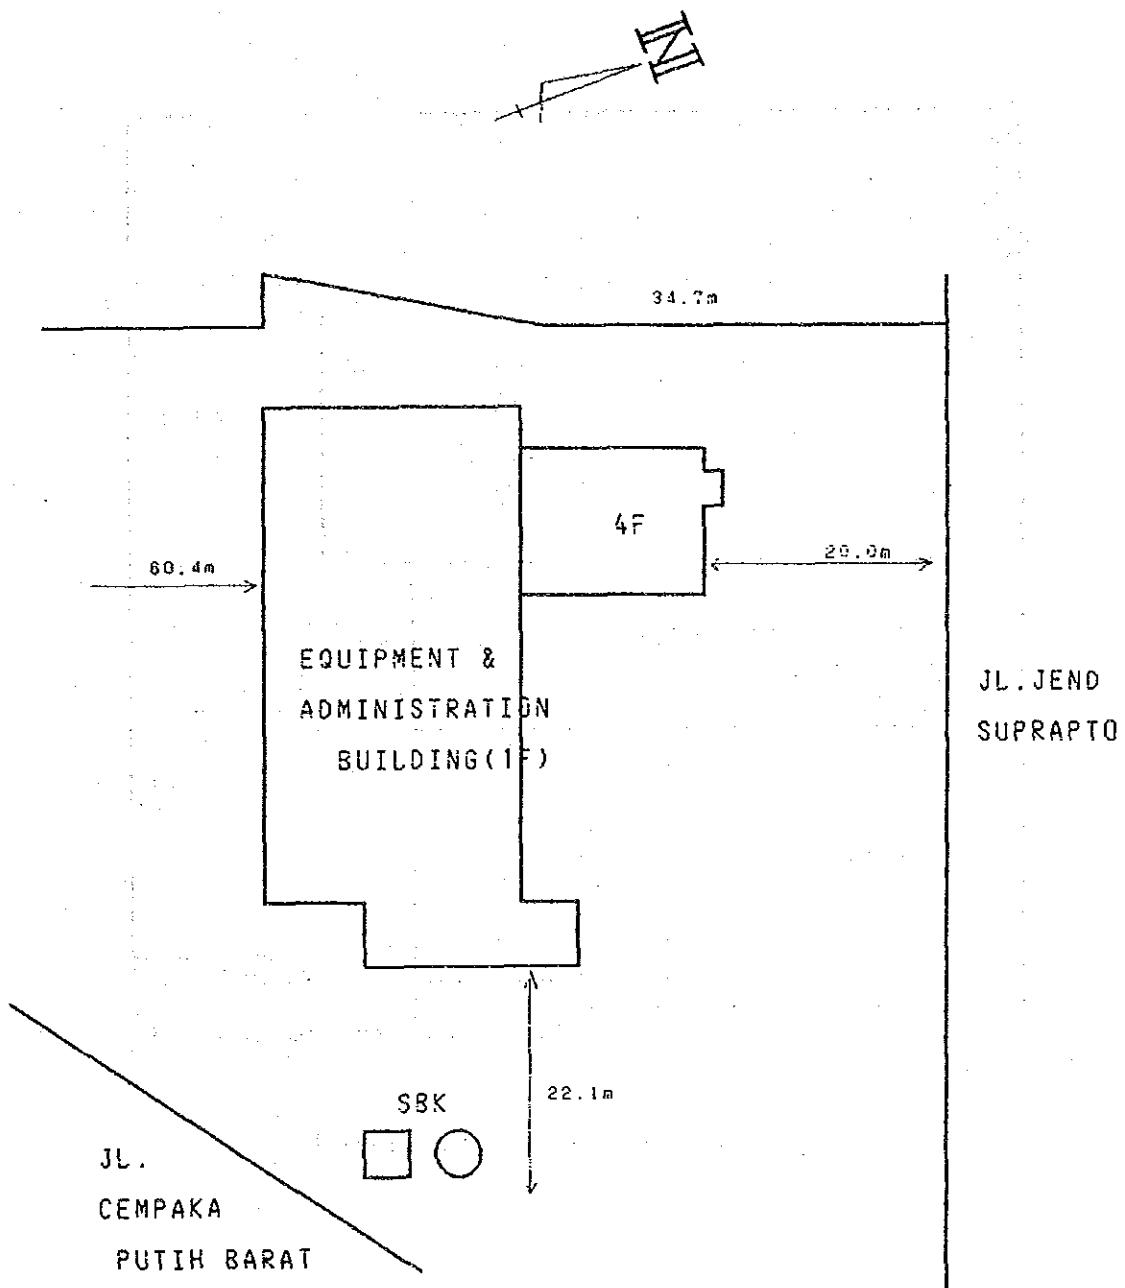 N
34.7m
4F
20.0m
60.4m
EQUIPMENT &
ADMINISTRATION
BUILDING(1F)
JL.JEND
SUPRAPTO
22.1m
SBK
JL.
CEMPAKA
PUTIH BARAT